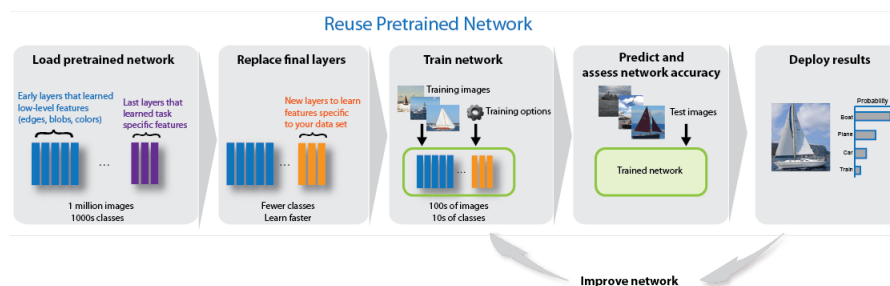 Reuse Pretrained Network
Load pretrained network
Early layers that learned
low-level features
(edges, blobs, colors)
Last layers that
learned task
specific features
...
1 million images
1000s classes
Replace final layers
New layers to learn
features specific
to your data set
...
Fewer classes
Learn faster
Train network
Training images
Training options
...
100s of images
10s of classes
Predict and
assess network accuracy
Test images
Trained network
Deploy results
Probability
Boat
Plane
Car
Train
Improve network